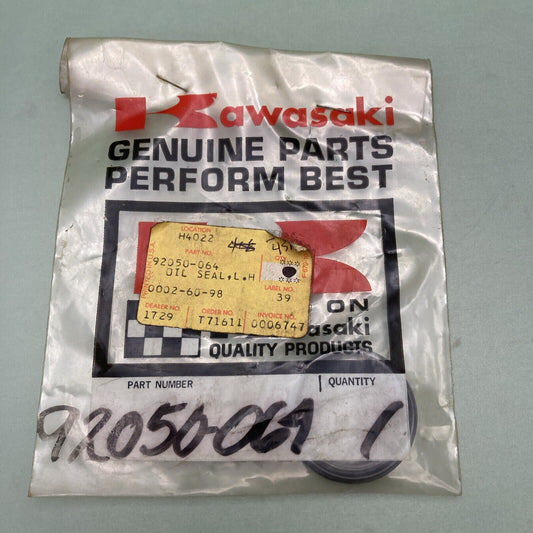 Kawasaki
GENUINE PARTS
PERFORM BEST
LOCATION
H4022
PART NO.
92050-064
OIL SEAL,L.H
0002-60-98
LABEL NO.
39
DEALER NO. ORDER NO. INVOICE NO.
1729 T71611 0006747
ON
Kawasaki
QUALITY PRODUCTS
PART NUMBER QUANTITY
92050-064 1